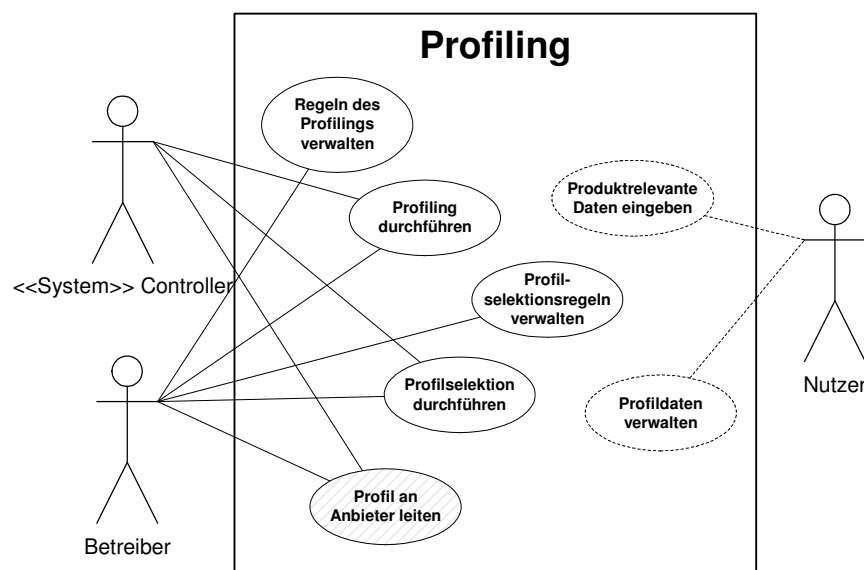 Profiling
Regeln des
Profilings
verwalten
Profiling
durchführen
Produktrelevante
Daten eingeben
<<System>> Controller
Profil-
selektionsregeln
verwalten
Profilselektion
durchführen
Profildaten
verwalten
Nutzer
Profil an
Anbieter leiten
Betreiber